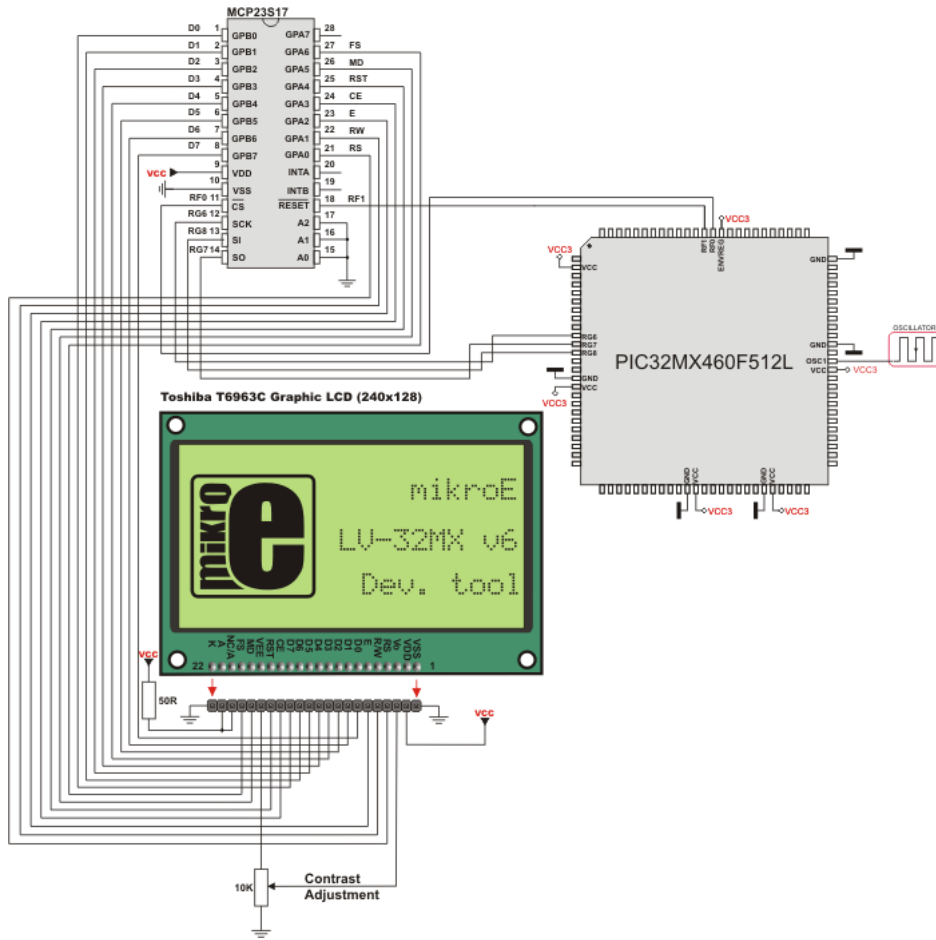 MCP23S17
D0 1 GPB0 GPA7 28
D1 2 GPB1 GPA6 27 FS
D2 3 GPB2 GPA5 26 MD
D3 4 GPB3 GPA4 25 RST
D4 5 GPB4 GPA3 24 CE
D5 6 GPB5 GPA2 23 E
D6 7 GPB6 GPA1 22 RW
D7 8 GPB7 GPA0 21 RS
vcc 9 VDD INTA 20
10 VSS INTB 19
RF0 11 CS RESET 18 RF1
RG6 12 SCK A2 17
RG8 13 SI A1 16
RG7 14 SO A0 15
VCC3
RF1
RF0
ENVREG
VCC3
VCC
GND
RG6
RG7
RG8
GND
VCC
VCC3
PIC32MX460F512L
GND
OSC1
VCC
VCC3
OSCILLATOR
GND
VCC
VCC3
GND
VCC
VCC3
Toshiba T6963C Graphic LCD (240x128)
mikro
e
mikroE
LV-32MX v6
Dev. tool
K
A
NC/A
FS
MD
VEE
RST
CE
D7
D6
D5
D4
D3
D2
D1
D0
E
R/W
RS
Vo
VDD
VSS
22
1
vcc
50R
vcc
10K
Contrast
Adjustment